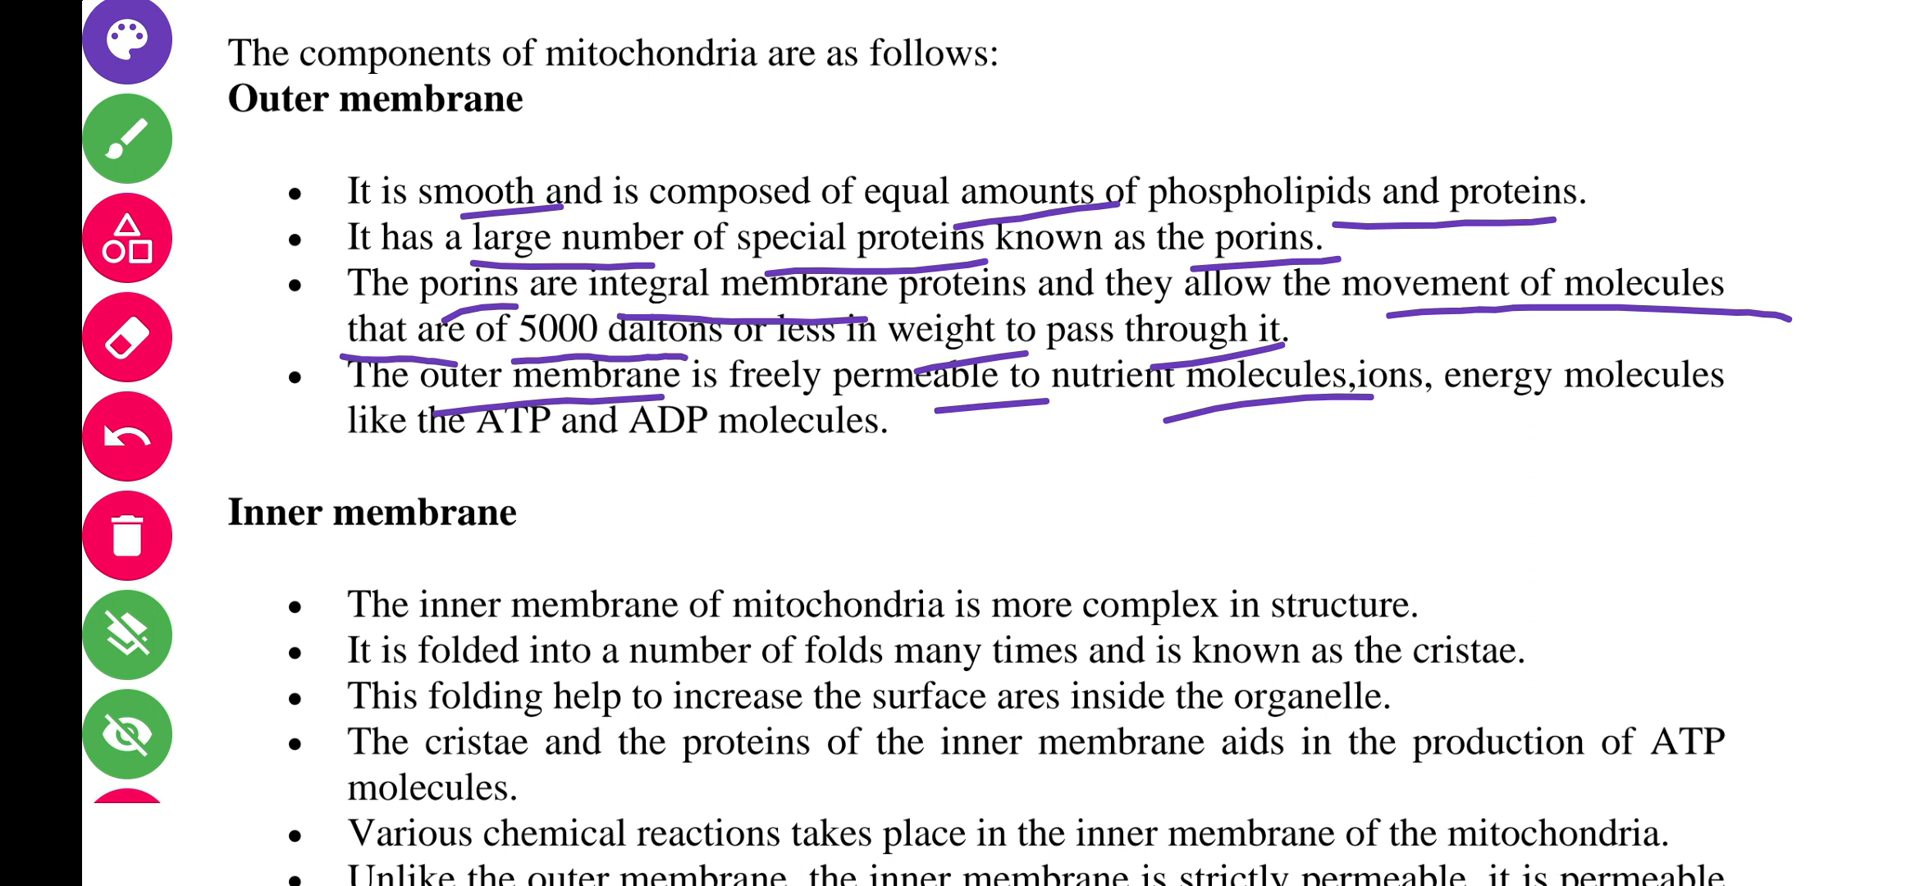 The components of mitochondria are as follows:
Outer membrane
• It is smooth and is composed of equal amounts of phospholipids and proteins.
• It has a large number of special proteins known as the porins.
• The porins are integral membrane proteins and they allow the movement of molecules
that are of 5000 daltons or less in weight to pass through it.
• The outer membrane is freely permeable to nutrient molecules,ions, energy molecules
like the ATP and ADP molecules.
Inner membrane
• The inner membrane of mitochondria is more complex in structure.
• It is folded into a number of folds many times and is known as the cristae.
• This folding help to increase the surface ares inside the organelle.
• The cristae and the proteins of the inner membrane aids in the production of ATP
molecules.
• Various chemical reactions takes place in the inner membrane of the mitochondria.
• Unlike the outer membrane, the inner membrane is strictly permeable, it is permeable